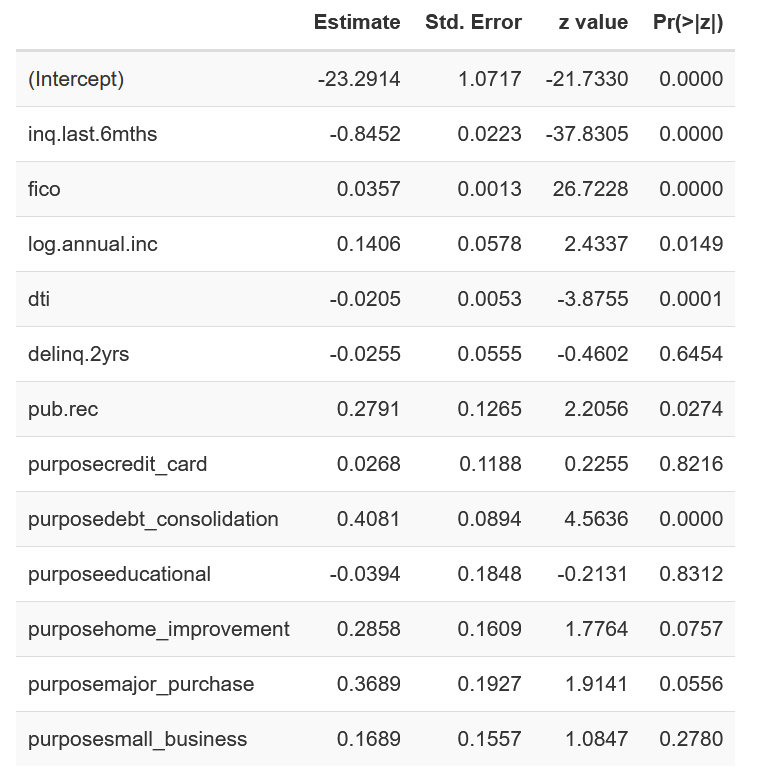 Estimate Std. Error z value Pr(>|z|)
(Intercept) -23.2914 1.0717 -21.7330 0.0000
inq.last.6mths -0.8452 0.0223 -37.8305 0.0000
fico 0.0357 0.0013 26.7228 0.0000
log.annual.inc 0.1406 0.0578 2.4337 0.0149
dti -0.0205 0.0053 -3.8755 0.0001
delinq.2yrs -0.0255 0.0555 -0.4602 0.6454
pub.rec 0.2791 0.1265 2.2056 0.0274
purposecredit_card 0.0268 0.1188 0.2255 0.8216
purposedebt_consolidation 0.4081 0.0894 4.5636 0.0000
purposeeducational -0.0394 0.1848 -0.2131 0.8312
purposehome_improvement 0.2858 0.1609 1.7764 0.0757
purposemajor_purchase 0.3689 0.1927 1.9141 0.0556
purposesmall_business 0.1689 0.1557 1.0847 0.2780